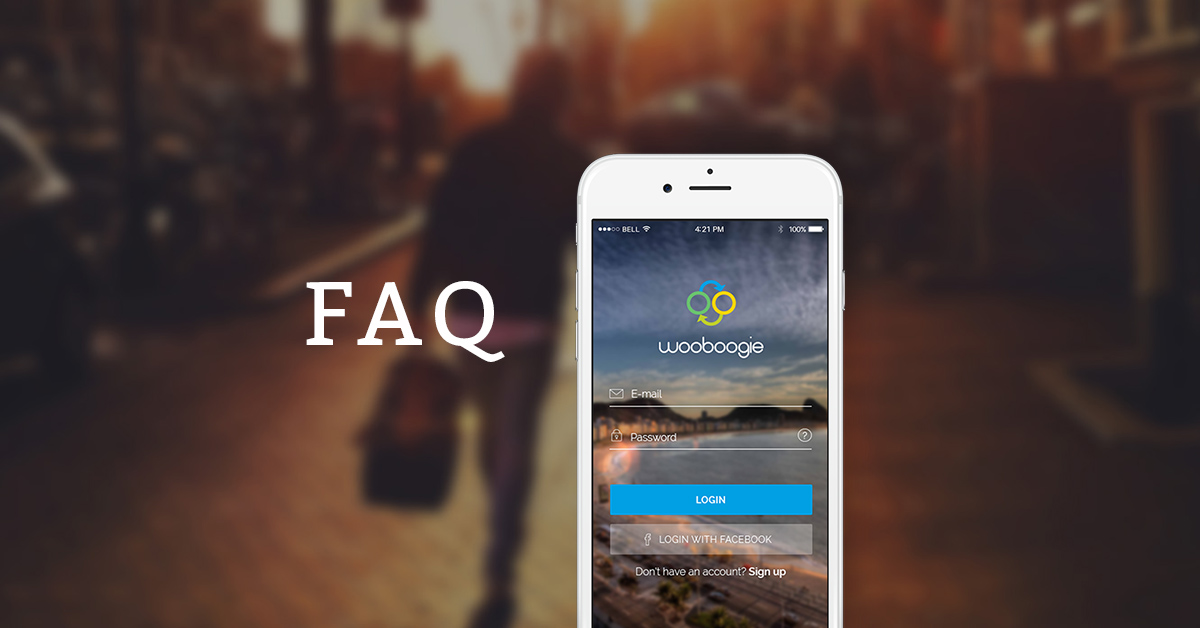 FAQ
BELL 4:21 PM 100%
wooboogie
E-mail
Password ?
LOGIN
LOGIN WITH FACEBOOK
Don't have an account? Sign up